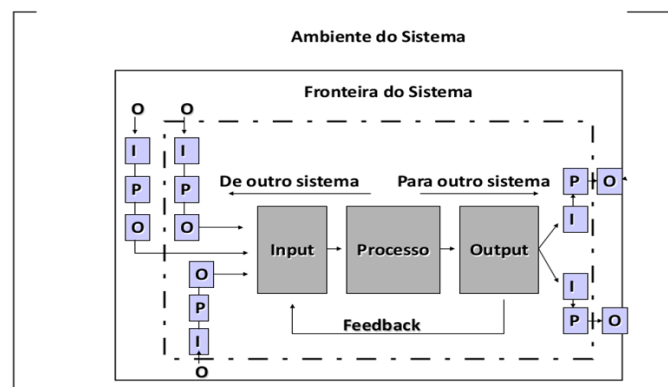 Ambiente do Sistema
Fronteira do Sistema
O O
I I
P P
O O
De outro sistema Para outro sistema
P O
I
Input Processo Output
O
P
I
O
Feedback
I
P O